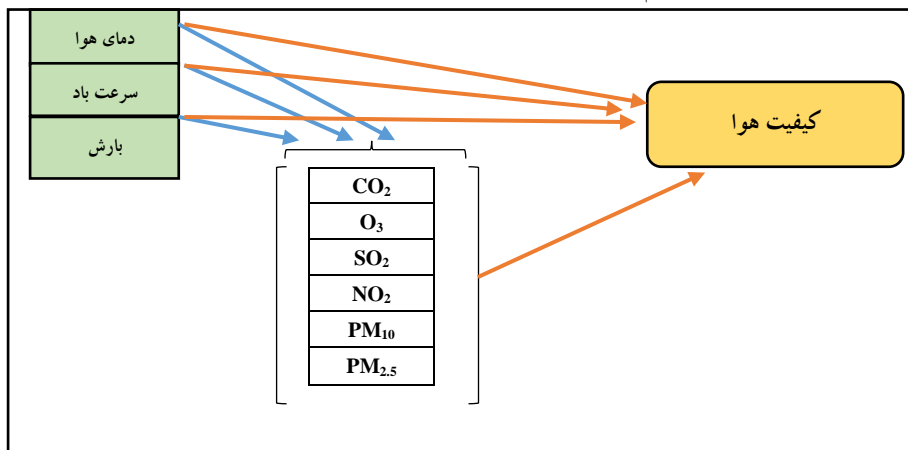 دمای هوا
سرعت باد
بارش
کیفیت هوا
CO₂
O₃
SO₂
NO₂
PM₁₀
PM₂.₅